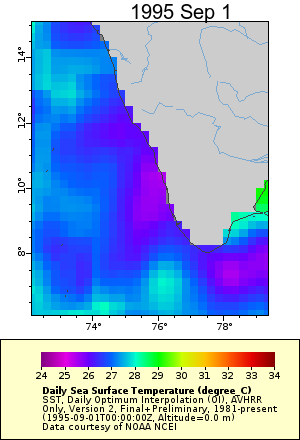 1995 Sep 1
14°
12°
10°
8°
74° 76° 78°
24 25 26 27 28 29 30 31 32 33 34
Daily Sea Surface Temperature (degree_C)
SST, Daily Optimum Interpolation (OI), AVHRR
Only, Version 2, Final+Preliminary, 1981-present
(1995-09-01T00:00:00Z, Altitude=0.0 m)
Data courtesy of NOAA NCEI